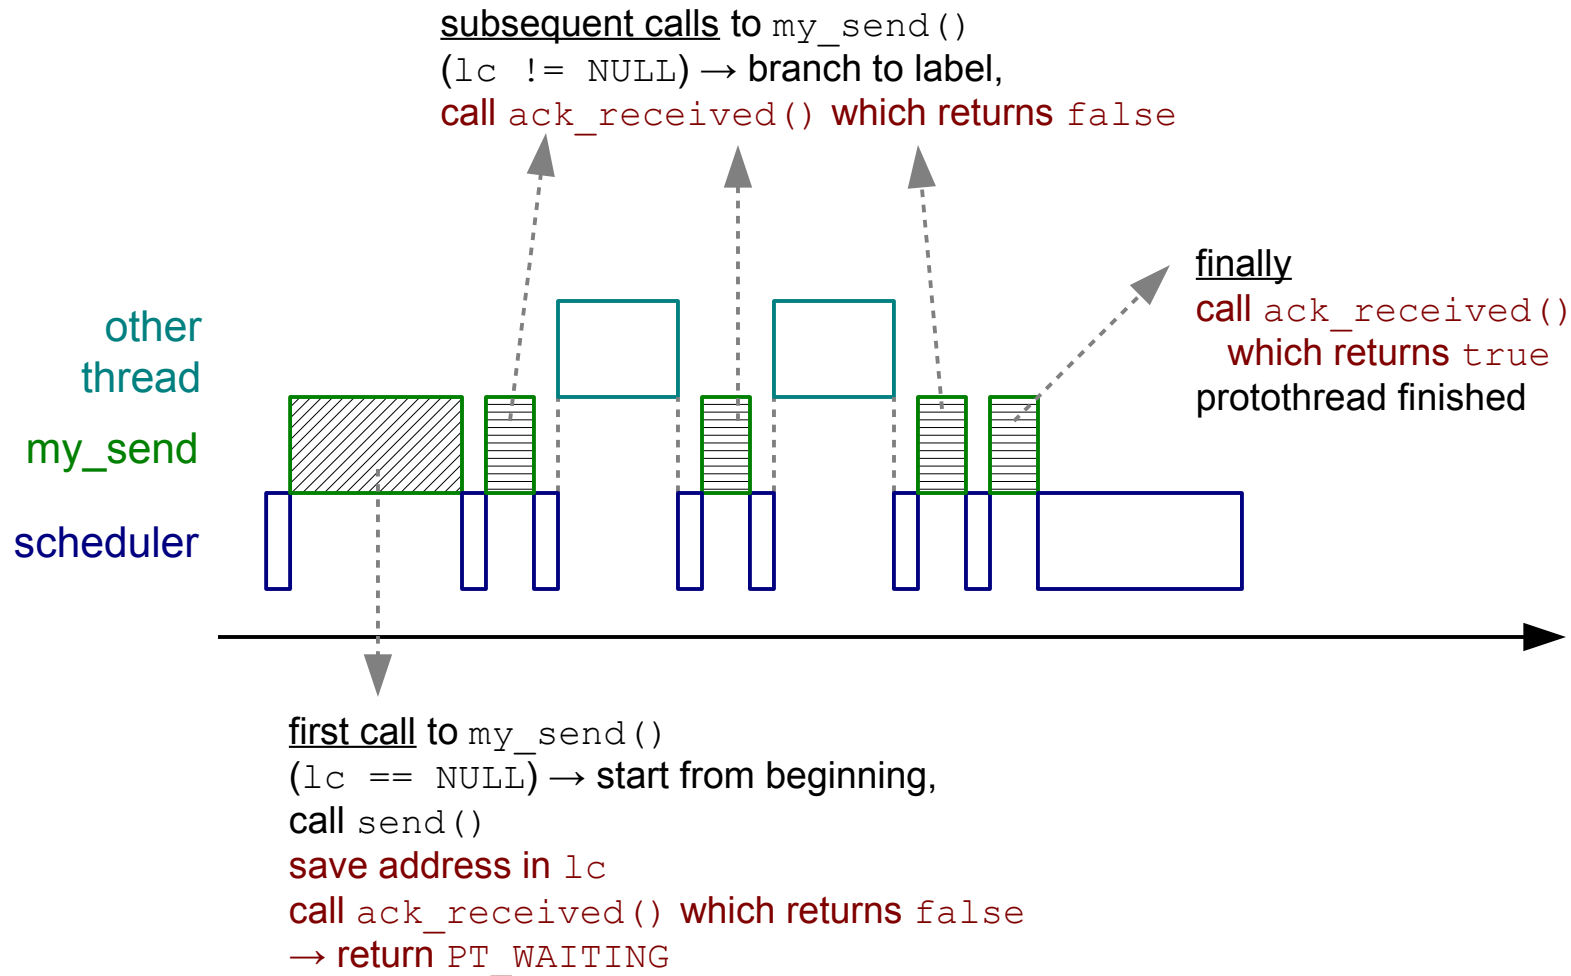 subsequent calls to my_send()
(lc != NULL) → branch to label,
call ack_received() which returns false
finally
call ack_received()
which returns true
protothread finished
other
thread
my_send
scheduler
first call to my_send()
(lc == NULL) → start from beginning,
call send()
save address in lc
call ack_received() which returns false
→ return PT_WAITING